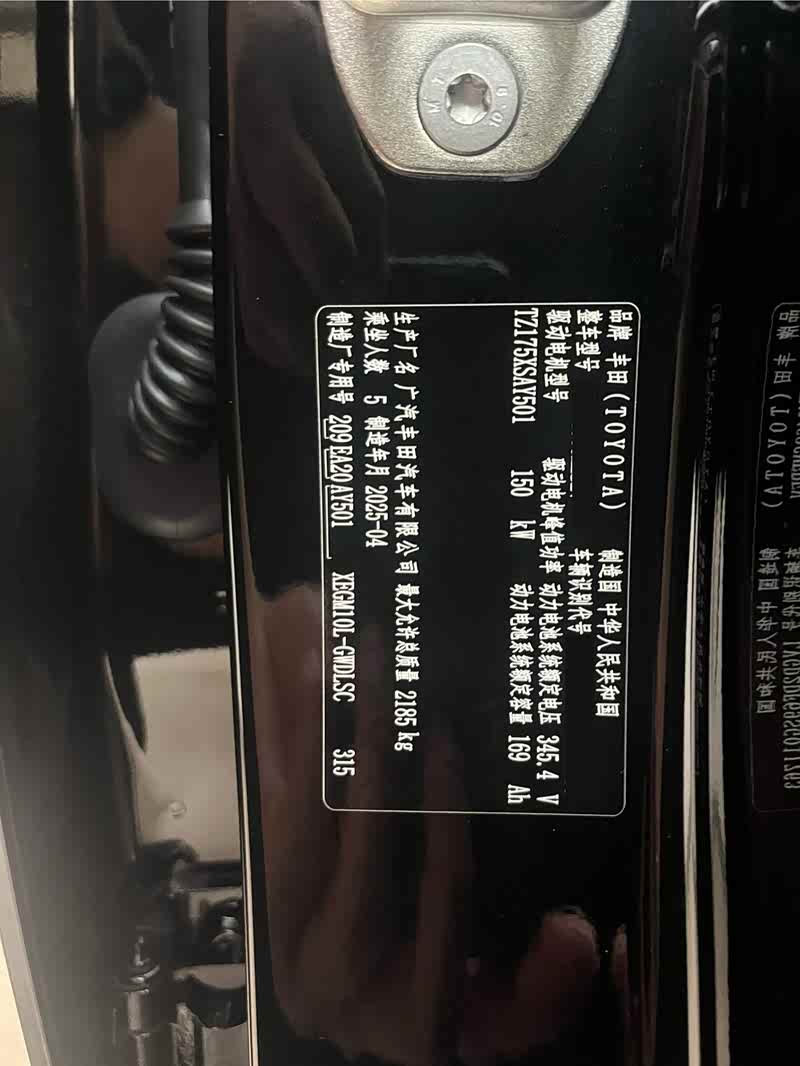 品牌 丰田(TOYOTA) 制造国 中华人民共和国
整车型号 车辆识别代号
驱动电机型号 驱动电机峰值功率 动力电池系统额定电压 345.4 V
TZ175XSAY501 150 kW 动力电池系统额定容量 169 Ah
生产厂名 广汽丰田汽车有限公司 最大允许总质量 2185 kg
乘坐人数 5 制造年月 2025-04
制造厂专用号 209 EA20 AY501 XEGM10L-GWDLSC 315